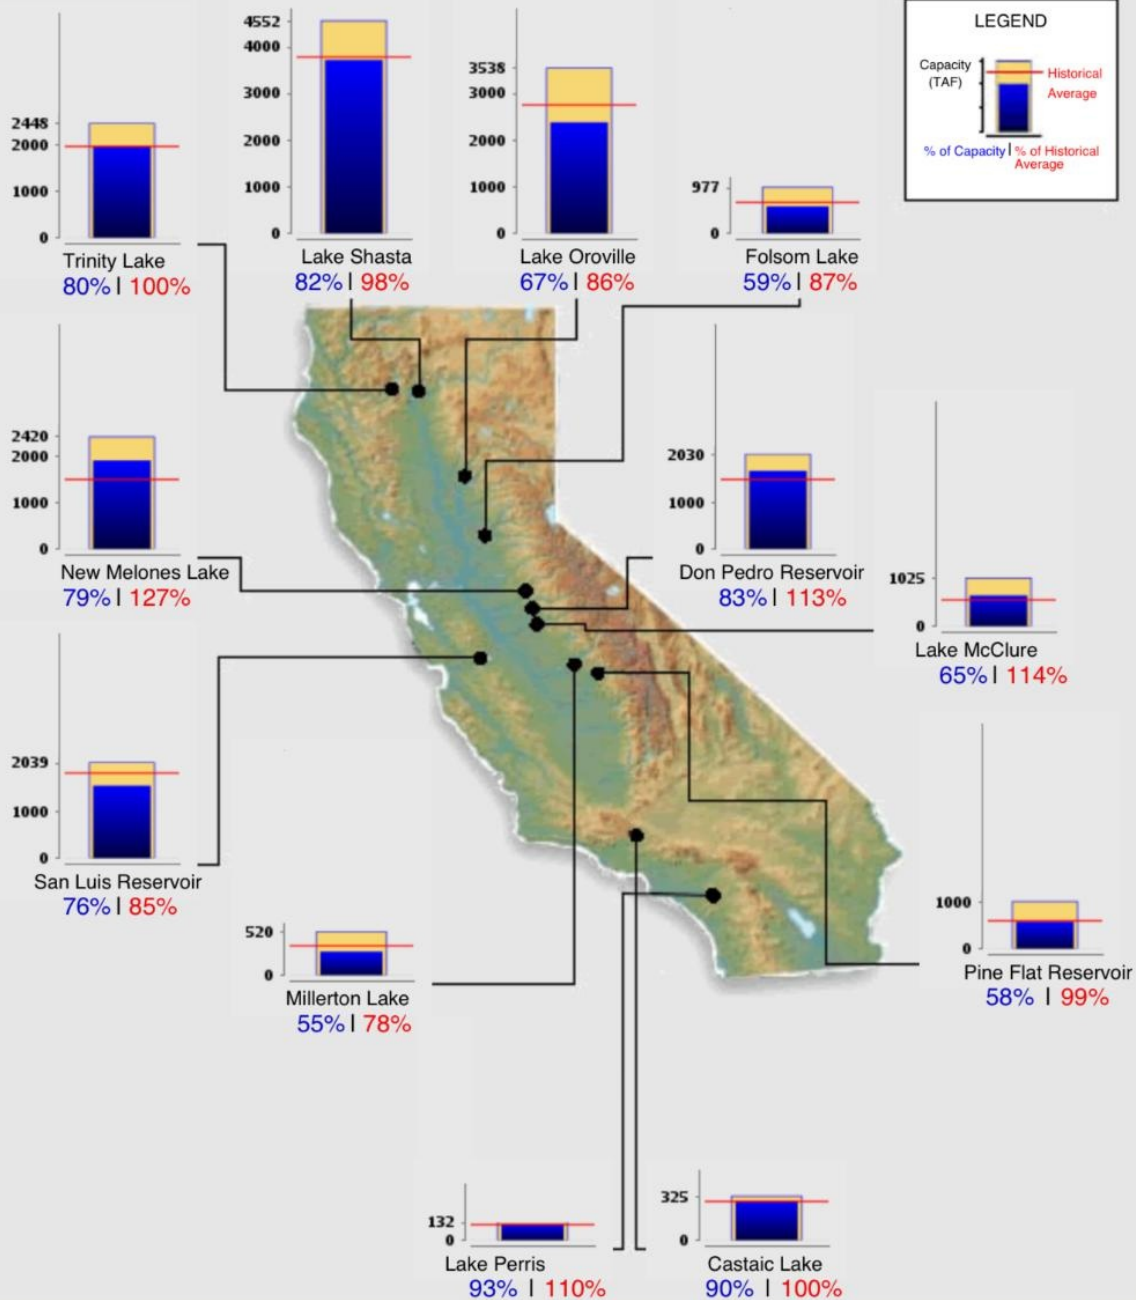 4552
4000
3000
2000
1000
0
Lake Shasta
82% | 98%
3538
3000
2000
1000
0
Lake Oroville
67% | 86%
LEGEND
Capacity
(TAF)
Historical
Average
% of Capacity | % of Historical
Average
2448
2000
1000
0
Trinity Lake
80% | 100%
977
0
Folsom Lake
59% | 87%
2420
2000
1000
0
New Melones Lake
79% | 127%
2030
1000
0
Don Pedro Reservoir
83% | 113%
1025
0
Lake McClure
65% | 114%
2039
1000
0
San Luis Reservoir
76% | 85%
520
0
Millerton Lake
55% | 78%
1000
0
Pine Flat Reservoir
58% | 99%
132
0
Lake Perris
93% | 110%
325
0
Castaic Lake
90% | 100%